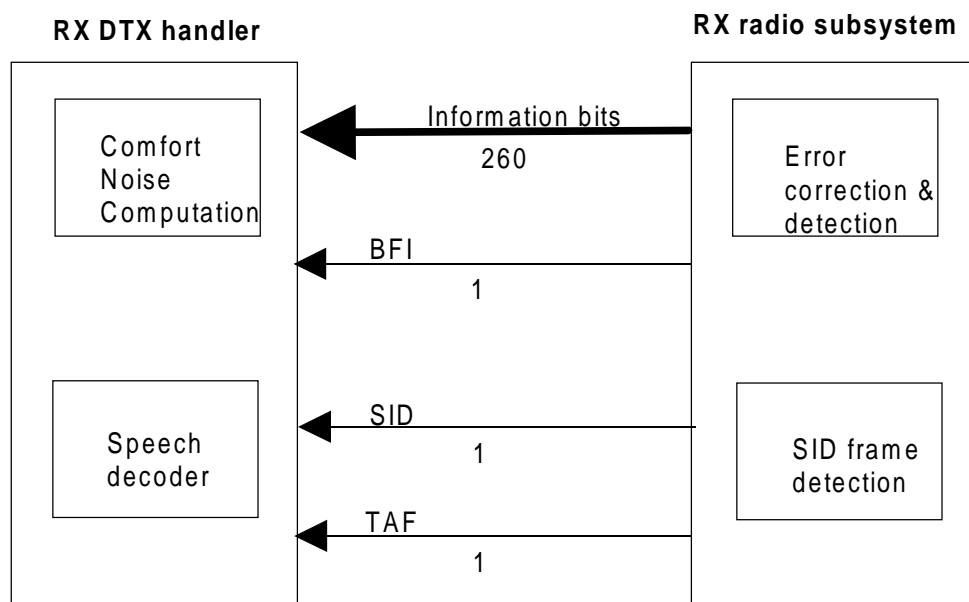 RX DTX handler
RX radio subsystem
Comfort
Noise
Computation
Information bits
260
Error
correction &
detection
BFI
1
Speech
decoder
SID
1
SID frame
detection
TAF
1